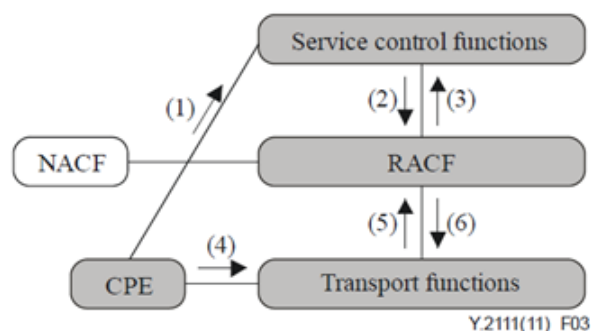 Service control functions
(1)
(2)
(3)
NACF
RACF
(5)
(6)
(4)
CPE
Transport functions
Y.2111(11)_F03